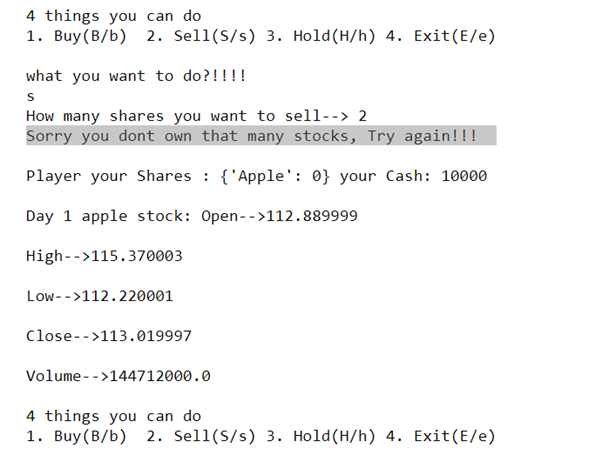 4 things you can do
1. Buy(B/b)  2. Sell(S/s) 3. Hold(H/h) 4. Exit(E/e)
what you want to do?!!!!
s
How many shares you want to sell--> 2
Sorry you dont own that many stocks, Try again!!!
Player your Shares : {'Apple': 0} your Cash: 10000
Day 1 apple stock: Open-->112.889999
High-->115.370003
Low-->112.220001
Close-->113.019997
Volume-->144712000.0
4 things you can do
1. Buy(B/b)  2. Sell(S/s) 3. Hold(H/h) 4. Exit(E/e)